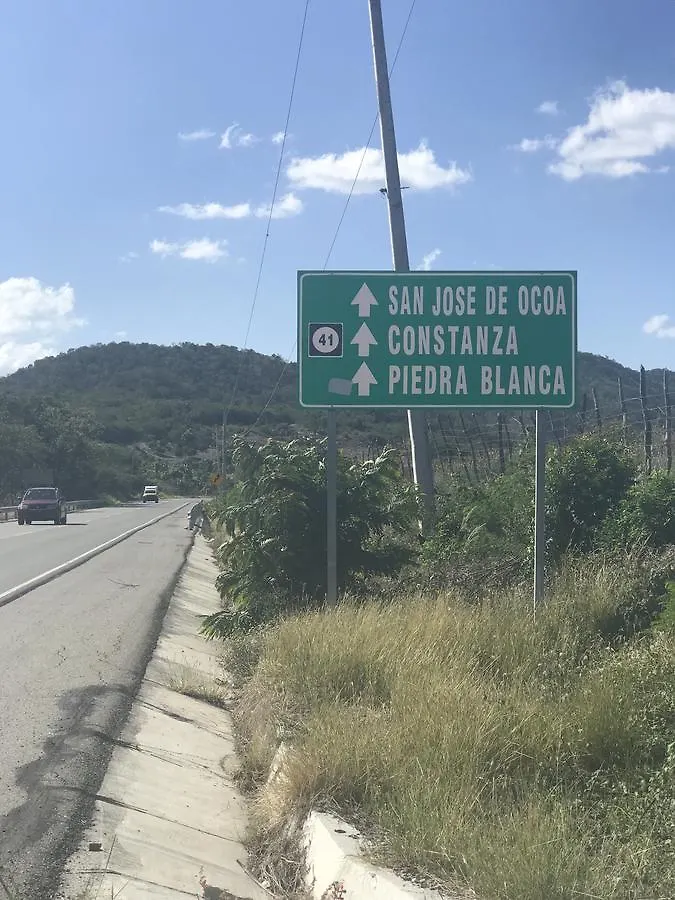 SAN JOSE DE OCOA
41 CONSTANZA
PIEDRA BLANCA